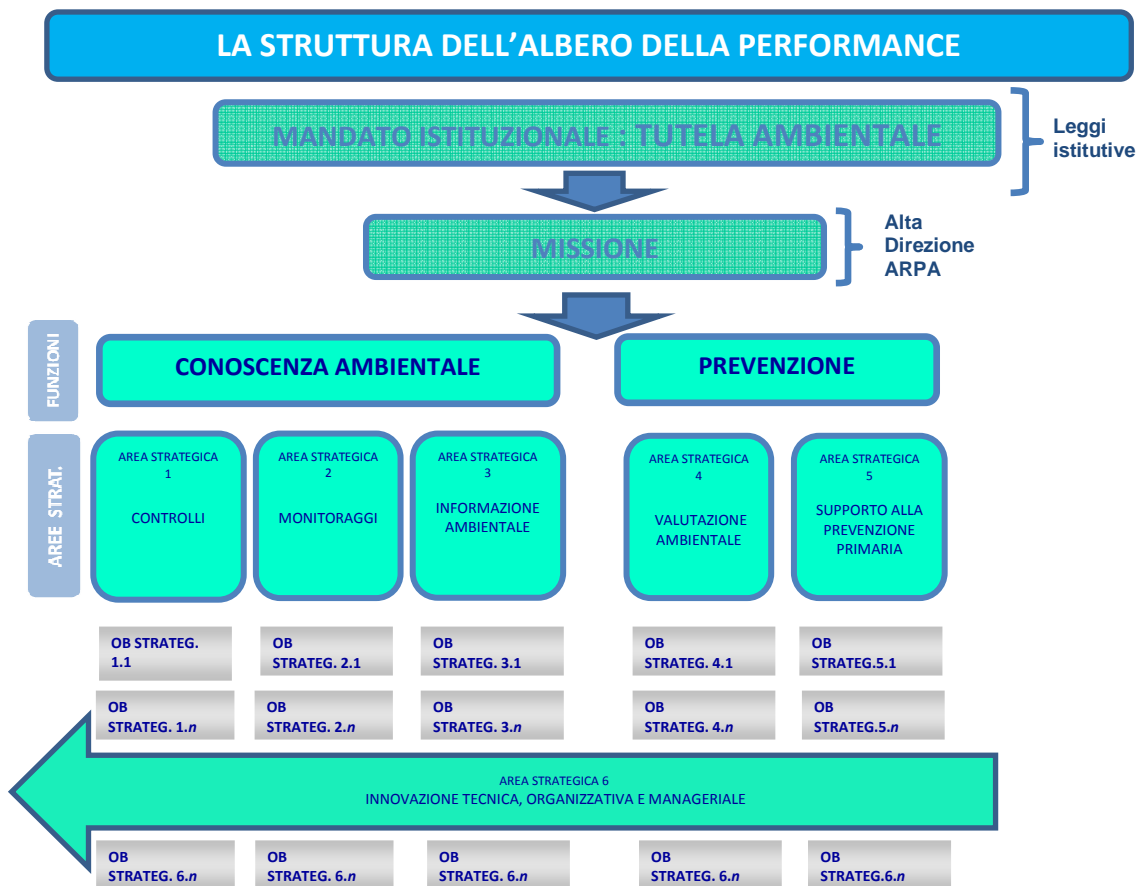 LA STRUTTURA DELL’ALBERO DELLA PERFORMANCE
MANDATO ISTITUZIONALE : TUTELA AMBIENTALE
Leggi
istitutive
MISSIONE
Alta
Direzione
ARPA
FUNZIONI
CONOSCENZA AMBIENTALE
PREVENZIONE
AREE STRAT.
AREA STRATEGICA
1
CONTROLLI
AREA STRATEGICA
2
MONITORAGGI
AREA STRATEGICA
3
INFORMAZIONE
AMBIENTALE
AREA STRATEGICA
4
VALUTAZIONE
AMBIENTALE
AREA STRATEGICA
5
SUPPORTO ALLA
PREVENZIONE
PRIMARIA
OB STRATEG.
1.1
OB
STRATEG. 2.1
OB
STRATEG. 3.1
OB
STRATEG. 4.1
OB
STRATEG.5.1
OB
STRATEG. 1.n
OB
STRATEG. 2.n
OB
STRATEG. 3.n
OB
STRATEG. 4.n
OB
STRATEG.5.n
AREA STRATEGICA 6
INNOVAZIONE TECNICA, ORGANIZZATIVA E MANAGERIALE
OB
STRATEG. 6.n
OB
STRATEG. 6.n
OB
STRATEG. 6.n
OB
STRATEG. 6.n
OB
STRATEG.6.n